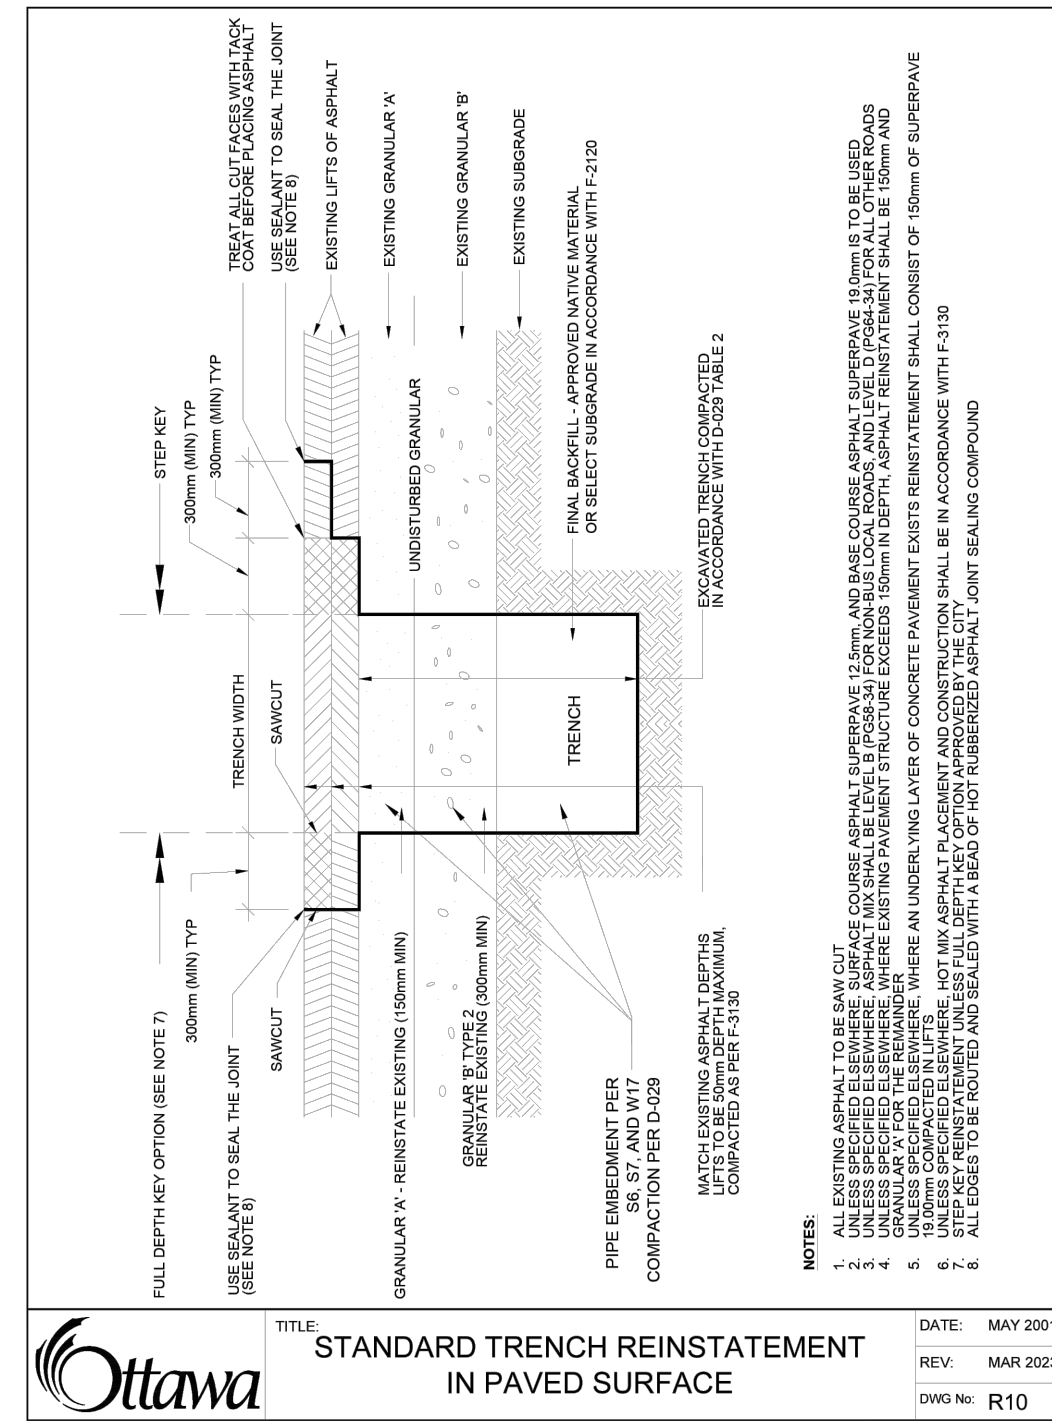 TREAT ALL CUT FACES WITH TACK
COAT BEFORE PLACING ASPHALT
USE SEALANT TO SEAL THE JOINT
(SEE NOTE 8)
EXISTING LIFTS OF ASPHALT
EXISTING GRANULAR 'A'
EXISTING GRANULAR 'B'
EXISTING SUBGRADE
STEP KEY
300mm (MIN) TYP
300mm (MIN) TYP
UNDISTURBED GRANULAR
FINAL BACKFILL - APPROVED NATIVE MATERIAL
OR SELECT SUBGRADE IN ACCORDANCE WITH F-2120
EXCAVATED TRENCH COMPACTED
IN ACCORDANCE WITH D-029 TABLE 2
TRENCH WIDTH
SAWCUT
TRENCH
FULL DEPTH KEY OPTION (SEE NOTE 7)
300mm (MIN) TYP
USE SEALANT TO SEAL THE JOINT
(SEE NOTE 8)
SAWCUT
GRANULAR 'A' - REINSTATE EXISTING (150mm MIN)
GRANULAR 'B' TYPE 2
REINSTATE EXISTING (300mm MIN)
PIPE EMBEDMENT PER
S6, S7, AND W17
COMPACTION PER D-029
MATCH EXISTING ASPHALT DEPTHS
LIFTS TO BE 50mm DEPTH MAXIMUM,
COMPACTED AS PER F-3130
NOTES:
1. ALL EXISTING ASPHALT TO BE SAW CUT
2. UNLESS SPECIFIED ELSEWHERE, SURFACE COURSE ASPHALT SUPERPAVE 12.5mm, AND BASE COURSE ASPHALT SUPERPAVE 19.0mm IS TO BE USED
3. UNLESS SPECIFIED ELSEWHERE, ASPHALT MIX SHALL BE LEVEL B (PG58-34) FOR NON-BUS LOCAL ROADS, AND LEVEL D (PG64-34) FOR ALL OTHER ROADS
4. UNLESS SPECIFIED ELSEWHERE, WHERE EXISTING PAVEMENT STRUCTURE EXCEEDS 150mm IN DEPTH, ASPHALT REINSTATEMENT SHALL BE 150mm AND
GRANULAR 'A' FOR THE REMAINDER
5. UNLESS SPECIFIED ELSEWHERE, WHERE AN UNDERLYING LAYER OF CONCRETE PAVEMENT EXISTS REINSTATEMENT SHALL CONSIST OF 150mm OF SUPERPAVE
19.00mm COMPACTED IN LIFTS
6. UNLESS SPECIFIED ELSEWHERE, HOT MIX ASPHALT PLACEMENT AND CONSTRUCTION SHALL BE IN ACCORDANCE WITH F-3130
7. STEP KEY REINSTATEMENT UNLESS FULL DEPTH KEY OPTION APPROVED BY THE CITY
8. ALL EDGES TO BE ROUTED AND SEALED WITH A BEAD OF HOT RUBBERIZED ASPHALT JOINT SEALING COMPOUND
Ottawa
TITLE:
STANDARD TRENCH REINSTATEMENT
IN PAVED SURFACE
DATE: MAY 2001
REV: MAR 2023
DWG No: R10